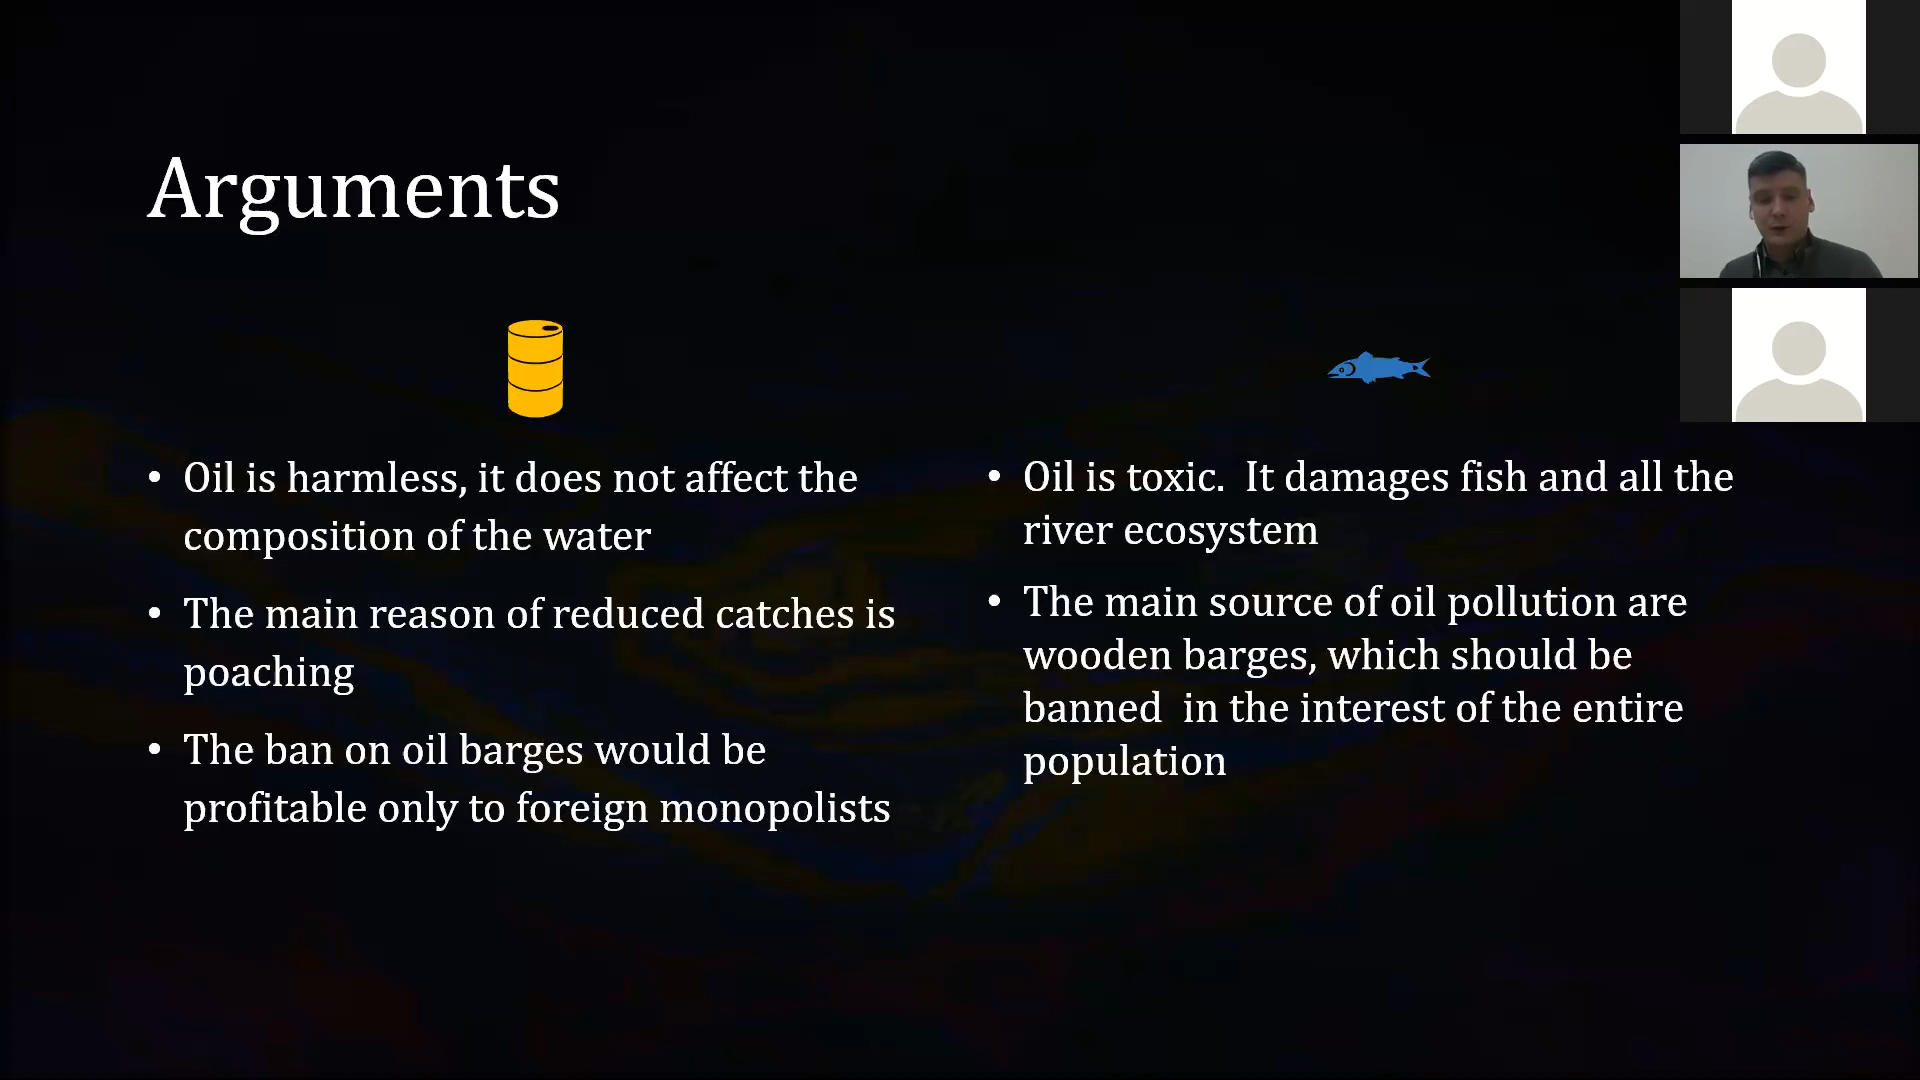 Arguments
• Oil is harmless, it does not affect the
composition of the water
• The main reason of reduced catches is
poaching
• The ban on oil barges would be
profitable only to foreign monopolists
• Oil is toxic.  It damages fish and all the
river ecosystem
• The main source of oil pollution are
wooden barges, which should be
banned  in the interest of the entire
population